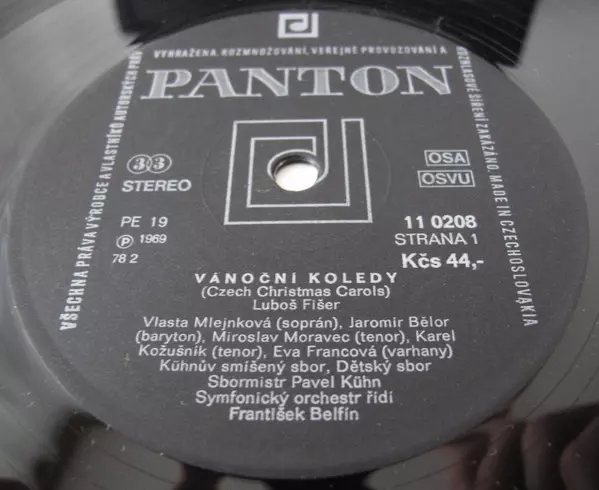 VŠECHNA PRÁVA VÝROBCE A VLASTNÍKŮ AUTORSKÝCH PRÁV VYHRAŽENA. ROZMNOŽOVÁNÍ, VEŘEJNÉ PROVOZOVÁNÍ A ROZHLASOVÉ ŠÍŘENÍ ZAKÁZÁNO. MADE IN CZECHOSLOVAKIA
PANTON
33
STEREO
OSA
OSVU
PE 19
Ⓟ 1969
78 2
11 0208
STRANA 1
Kčs 44,-
VÁNOČNÍ KOLEDY
(Czech Christmas Carols)
Luboš Fišer
Vlasta Mlejnková (soprán), Jaromír Bělor
(baryton), Miroslav Moravec (tenor), Karel
Kožušník (tenor), Eva Francová (varhany)
Kühnův smíšený sbor, Dětský sbor
Sbormistr Pavel Kühn
Symfonický orchestr řídí
František Belfín